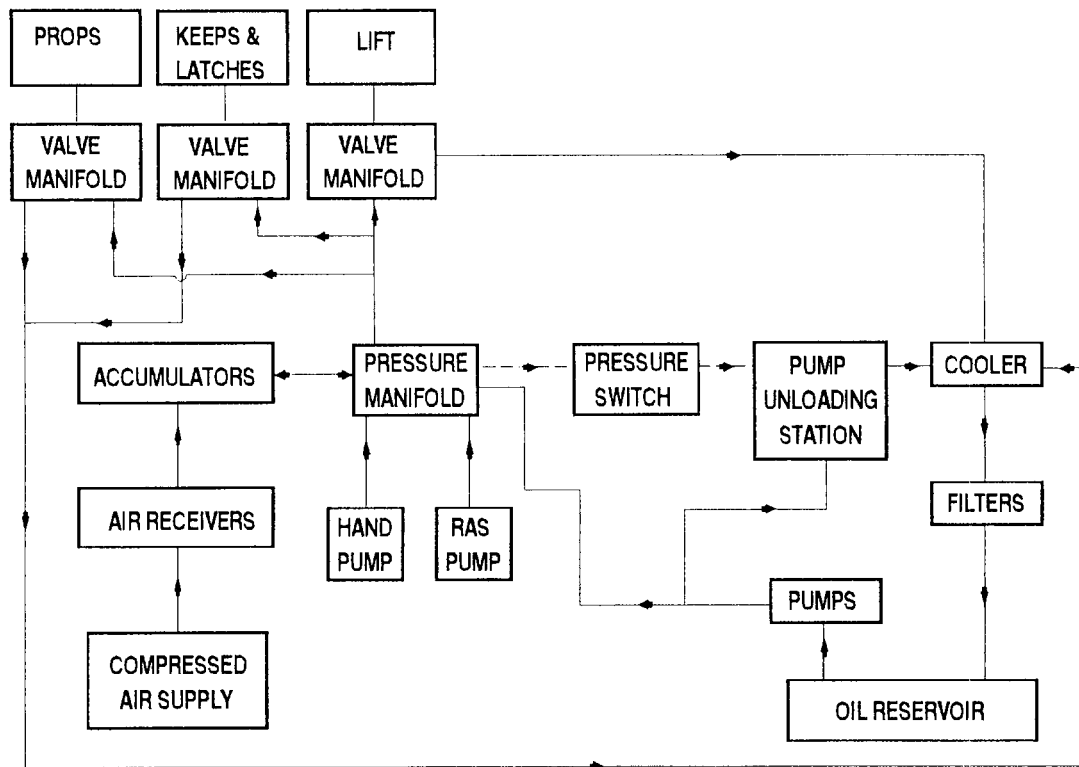 PROPS
KEEPS &
LATCHES
LIFT
VALVE
MANIFOLD
VALVE
MANIFOLD
VALVE
MANIFOLD
ACCUMULATORS
PRESSURE
MANIFOLD
PRESSURE
SWITCH
PUMP
UNLOADING
STATION
COOLER
AIR RECEIVERS
HAND
PUMP
RAS
PUMP
FILTERS
PUMPS
COMPRESSED
AIR SUPPLY
OIL RESERVOIR